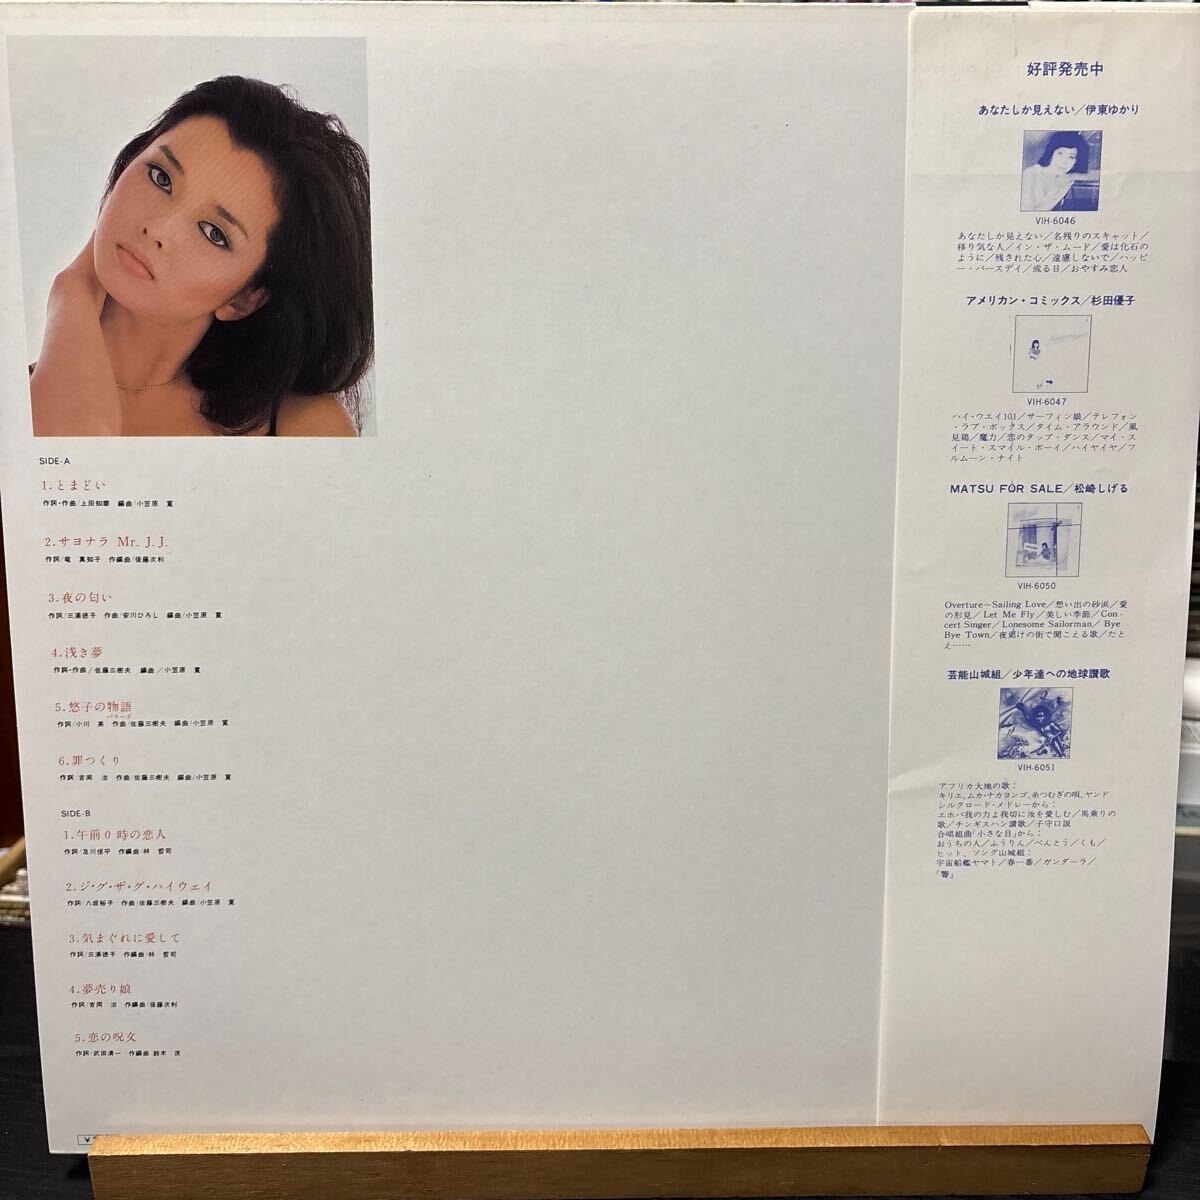 SIDE-A
1.とまどい
作詞・作曲/上田知華 編曲/小笠原 寛
2.サヨナラ Mr. J.J.
作詞/竜 真知子 作編曲/後藤次利
3.夜の匂い
作詞/三浦徳子 作曲/安川ひろし 編曲/小笠原 寛
4.浅き夢
作詞・作曲/佐藤三樹夫 編曲/小笠原 寛
5.悠子の物語
バラード
作詞/小川 英 作曲/佐藤三樹夫 編曲/小笠原 寛
6.罪つくり
作詞/吉岡 治 作曲/佐藤三樹夫 編曲/小笠原 寛
SIDE-B
1.午前0時の恋人
作詞/及川恒平 作編曲/林 哲司
2.ジ・グ・ザ・グ・ハイウェイ
作詞/八坂裕子 作曲/佐藤三樹夫 編曲/小笠原 寛
3.気まぐれに愛して
作詞/三浦徳子 作編曲/林 哲司
4.夢売り娘
作詞/吉岡 治 作編曲/後藤次利
5.恋の呪文
作詞/武田清一 作編曲 鈴木 茂
好評発売中
あなたしか見えない/伊東ゆかり
VIH-6046
あなたしか見えない/名残りのスキャット/
移り気な人/イン・ザ・ムード/愛は化石の
ように/残された心/遠慮しないで/ハッピ
ー・バースデイ/或る日/おやすみ恋人
アメリカン・コミックス/杉田優子
VIH-6047
ハイ・ウエイ101/サーフィン娘/テレフォン
・ラブ・ボックス/タイム・アラウンド/風
見鶏/魔力/恋のタップ・ダンス/マイ・ス
イート・スマイル・ボーイ/ハイヤイヤ/フ
ルムーン・ナイト
MATSU FOR SALE/松崎しげる
VIH-6050
Overture~Sailing Love/想い出の砂浜/愛
の形見/Let Me Fly/美しい季節/Con-
cert Singer/Lonesome Sailorman/Bye
Bye Town/夜更けの街で聞こえる歌/たと
え……
芸能山城組/少年達への地球讃歌
VIH-6051
アフリカ大地の歌:
キリエ、ムカ・ナカヨンゴ、糸つむぎの唄、ヤンド
シルクロード・メドレーから:
エホバ我の力よ我切に汝を愛しむ/馬乗りの
歌/チンギスハン讃歌/子守口説
合唱組曲「小さな日」から:
おうちの人/ふうりん/べんとう/くも/
ヒット、ソング山城組:
宇宙船艦ヤマト/春一番/ガンダーラ/